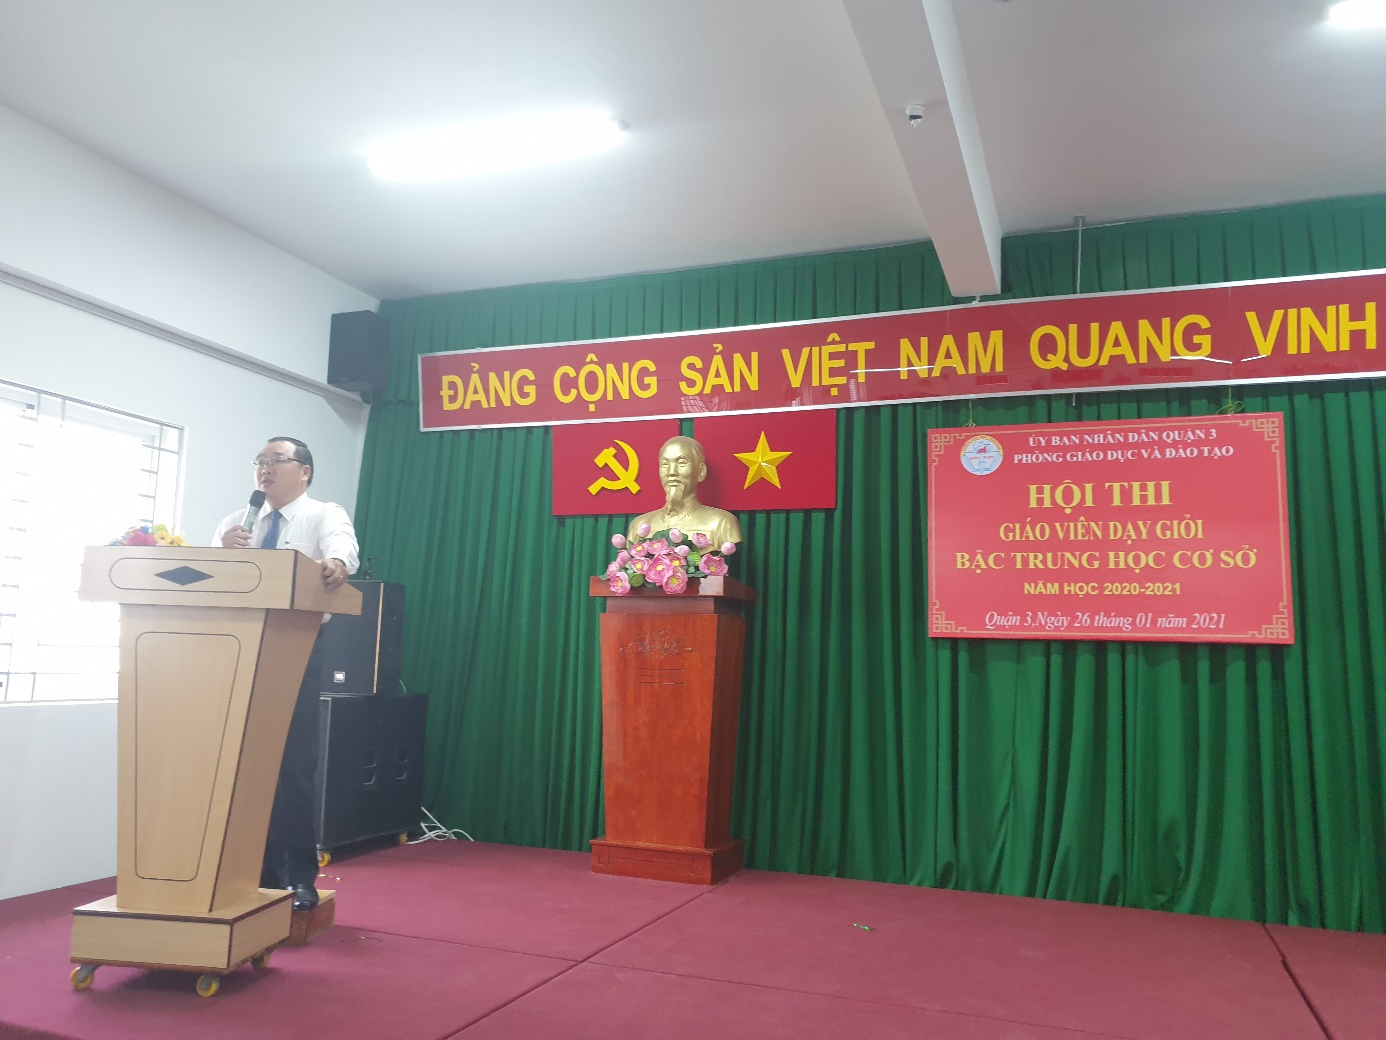 ĐẢNG CỘNG SẢN VIỆT NAM QUANG VINH
ỦY BAN NHÂN DÂN QUẬN 3
PHÒNG GIÁO DỤC VÀ ĐÀO TẠO
HỘI THI
GIÁO VIÊN DẠY GIỎI
BẬC TRUNG HỌC CƠ SỞ
NĂM HỌC 2020-2021
Quận 3,Ngày 26 tháng 01 năm 2021